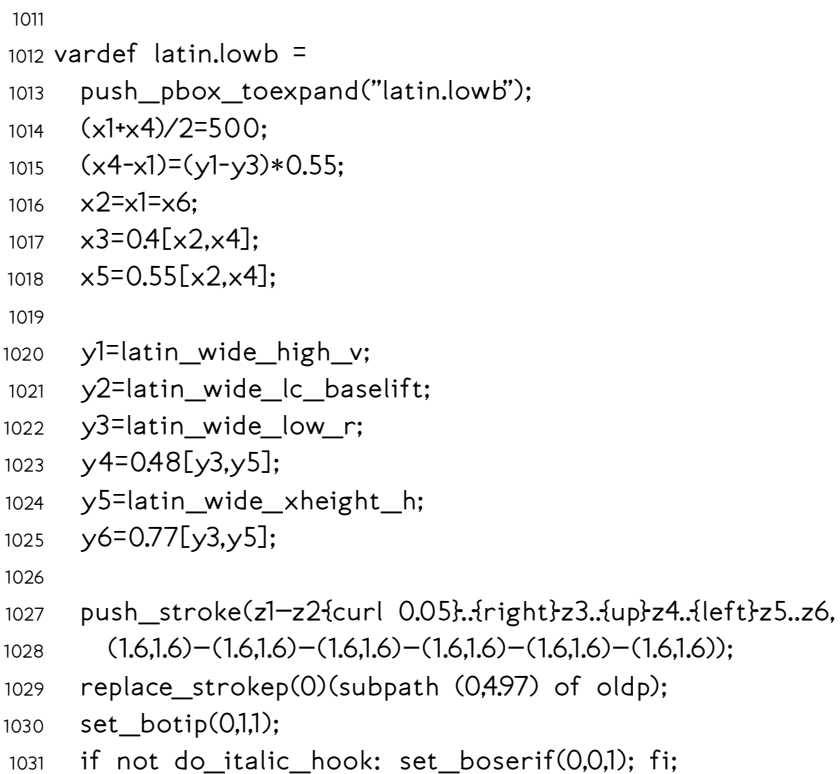 1011
1012 vardef latin.lowb =
1013 push_pbox_toexpand("latin.lowb");
1014 (x1+x4)/2=500;
1015 (x4-x1)=(y1-y3)*0.55;
1016 x2=x1=x6;
1017 x3=0.4[x2,x4];
1018 x5=0.55[x2,x4];
1019
1020 y1=latin_wide_high_v;
1021 y2=latin_wide_lc_baselift;
1022 y3=latin_wide_low_r;
1023 y4=0.48[y3,y5];
1024 y5=latin_wide_xheight_h;
1025 y6=0.77[y3,y5];
1026
1027 push_stroke(z1--z2{curl 0.05}..{right}z3..{up}z4..{left}z5..z6,
1028 (1.6,1.6)--(1.6,1.6)--(1.6,1.6)--(1.6,1.6)--(1.6,1.6)--(1.6,1.6));
1029 replace_strokep(0)(subpath (0,4.97) of oldp);
1030 set_botip(0,1,1);
1031 if not do_italic_hook: set_boserif(0,0,1); fi;